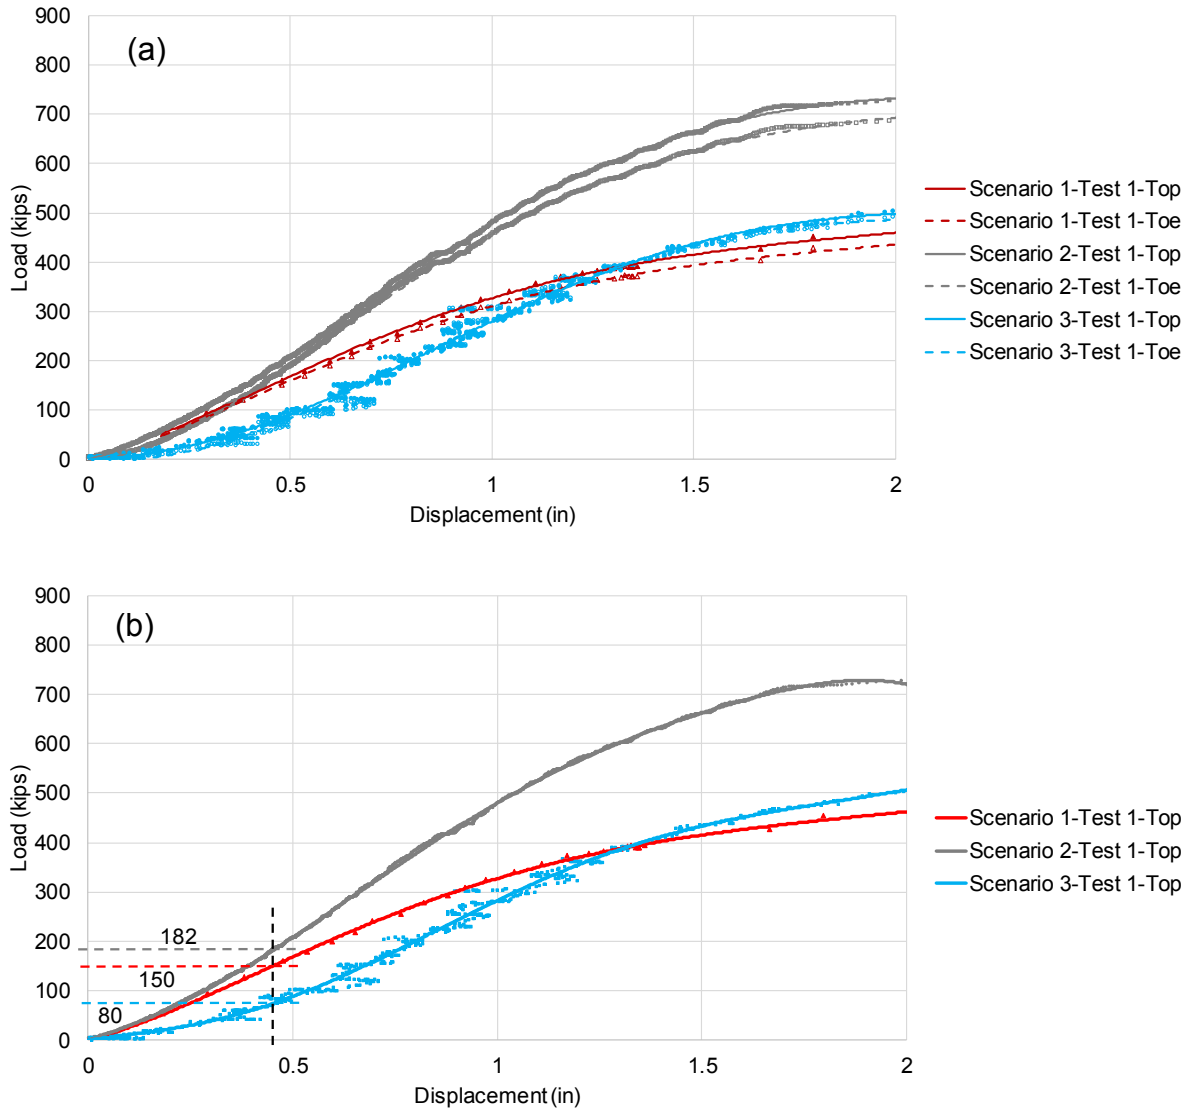 (a)
900
800
700
600
500
400
300
200
100
0
Load (kips)
0 0.5 1 1.5 2
Displacement (in)
Scenario 1-Test 1-Top
Scenario 1-Test 1-Toe
Scenario 2-Test 1-Top
Scenario 2-Test 1-Toe
Scenario 3-Test 1-Top
Scenario 3-Test 1-Toe
(b)
900
800
700
600
500
400
300
200
100
0
Load (kips)
182
150
80
0 0.5 1 1.5 2
Displacement (in)
Scenario 1-Test 1-Top
Scenario 2-Test 1-Top
Scenario 3-Test 1-Top